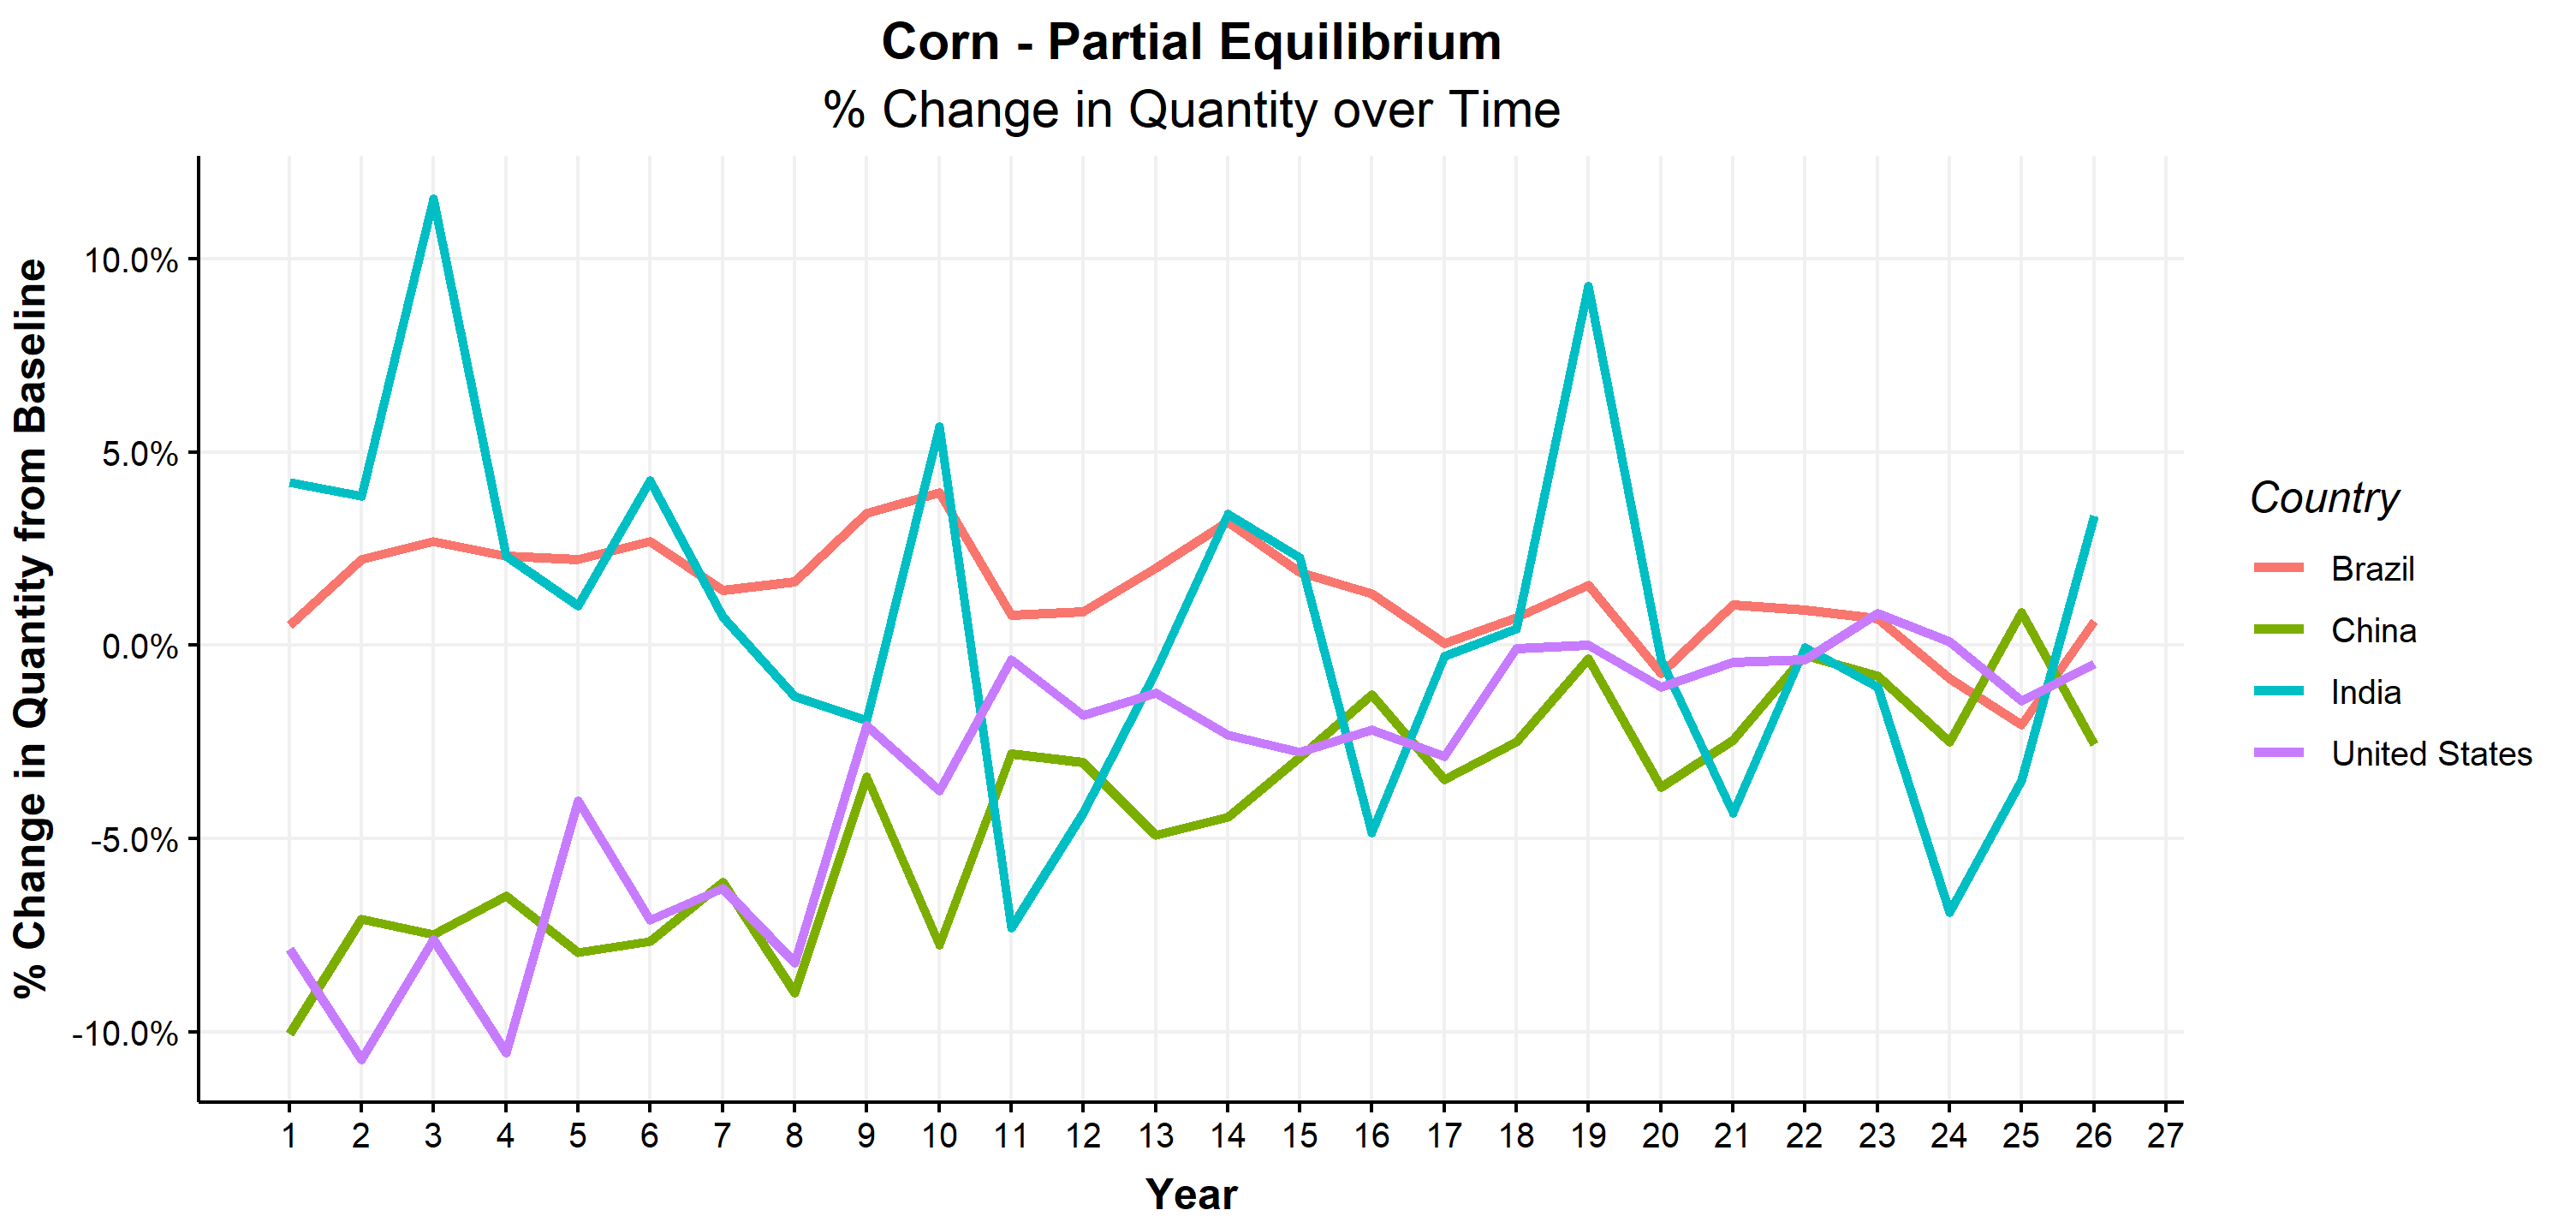 Corn - Partial Equilibrium
% Change in Quantity over Time
% Change in Quantity from Baseline
10.0%
5.0%
0.0%
-5.0%
-10.0%
1 2 3 4 5 6 7 8 9 10 11 12 13 14 15 16 17 18 19 20 21 22 23 24 25 26 27
Year
Country
Brazil
China
India
United States